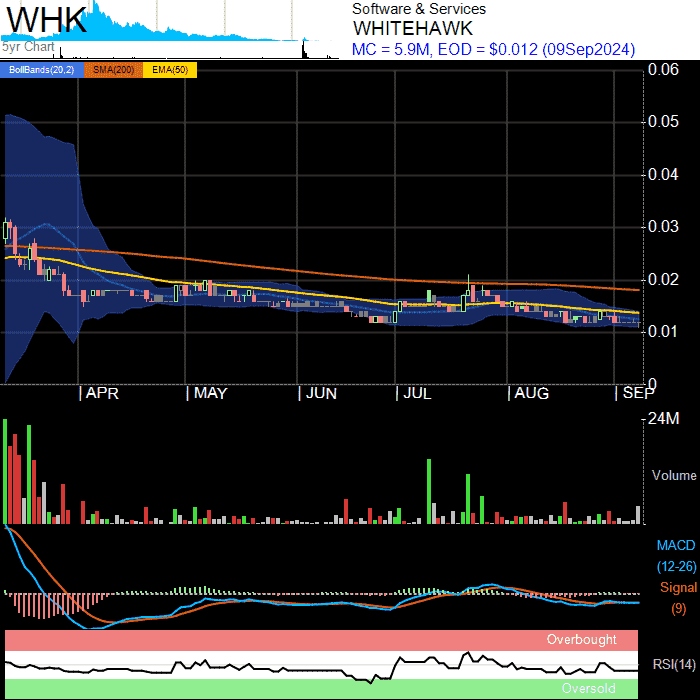 WHK
5yr Chart
Software & Services
WHITEHAWK
MC = 5.9M, EOD = $0.012 (09Sep2024)
BollBands(20,2) SMA(200) EMA(50)
0.06
0.05
0.04
0.03
0.02
0.01
0
APR MAY JUN JUL AUG SEP
24M
Volume
MACD
(12-26)
Signal
(9)
Overbought
RSI(14)
Oversold